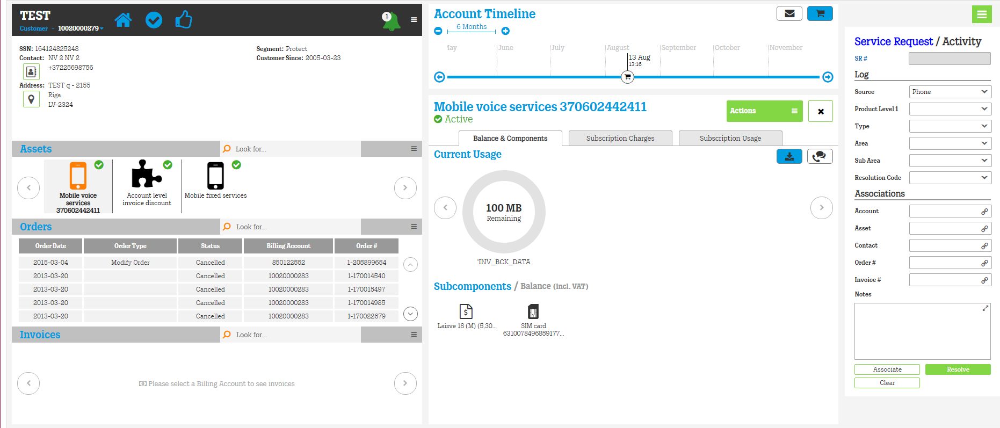 TEST
Customer - 10020000279
1
SSN: 164124825248
Contact: NV 2 NV 2
+37225698756
Address: TEST q - 2155
Riga
LV-2324
Segment: Protect
Customer Since: 2005-03-23
Assets
Look for...
Mobile voice
services
370602442411
Account level
invoice discount
Mobile fixed services
Orders
Look for...
Order Date Order Type Status Billing Account Order #
2015-03-04 Modify Order Cancelled 850122552 1-205899654
2013-03-20 Cancelled 10020000283 1-170014540
2013-03-20 Cancelled 10020000283 1-170015497
2013-03-20 Cancelled 10020000283 1-170014985
2013-03-20 Cancelled 10020000283 1-170022679
Invoices
Look for...
Please select a Billing Account to see invoices
Account Timeline
6 Months
May June July August September October November
13 Aug
13:16
Mobile voice services 370602442411
Active
Actions
Balance & Components Subscription Charges Subscription Usage
Current Usage
100 MB
Remaining
'INV_BCK_DATA
Subcomponents / Balance (incl. VAT)
Laisve 18 (M) (5,30...
SIM card
6310078496859177...
Service Request / Activity
SR #
Log
Source Phone
Product Level 1
Type
Area
Sub Area
Resolution Code
Associations
Account
Asset
Contact
Order #
Invoice #
Notes
Associate Resolve
Clear